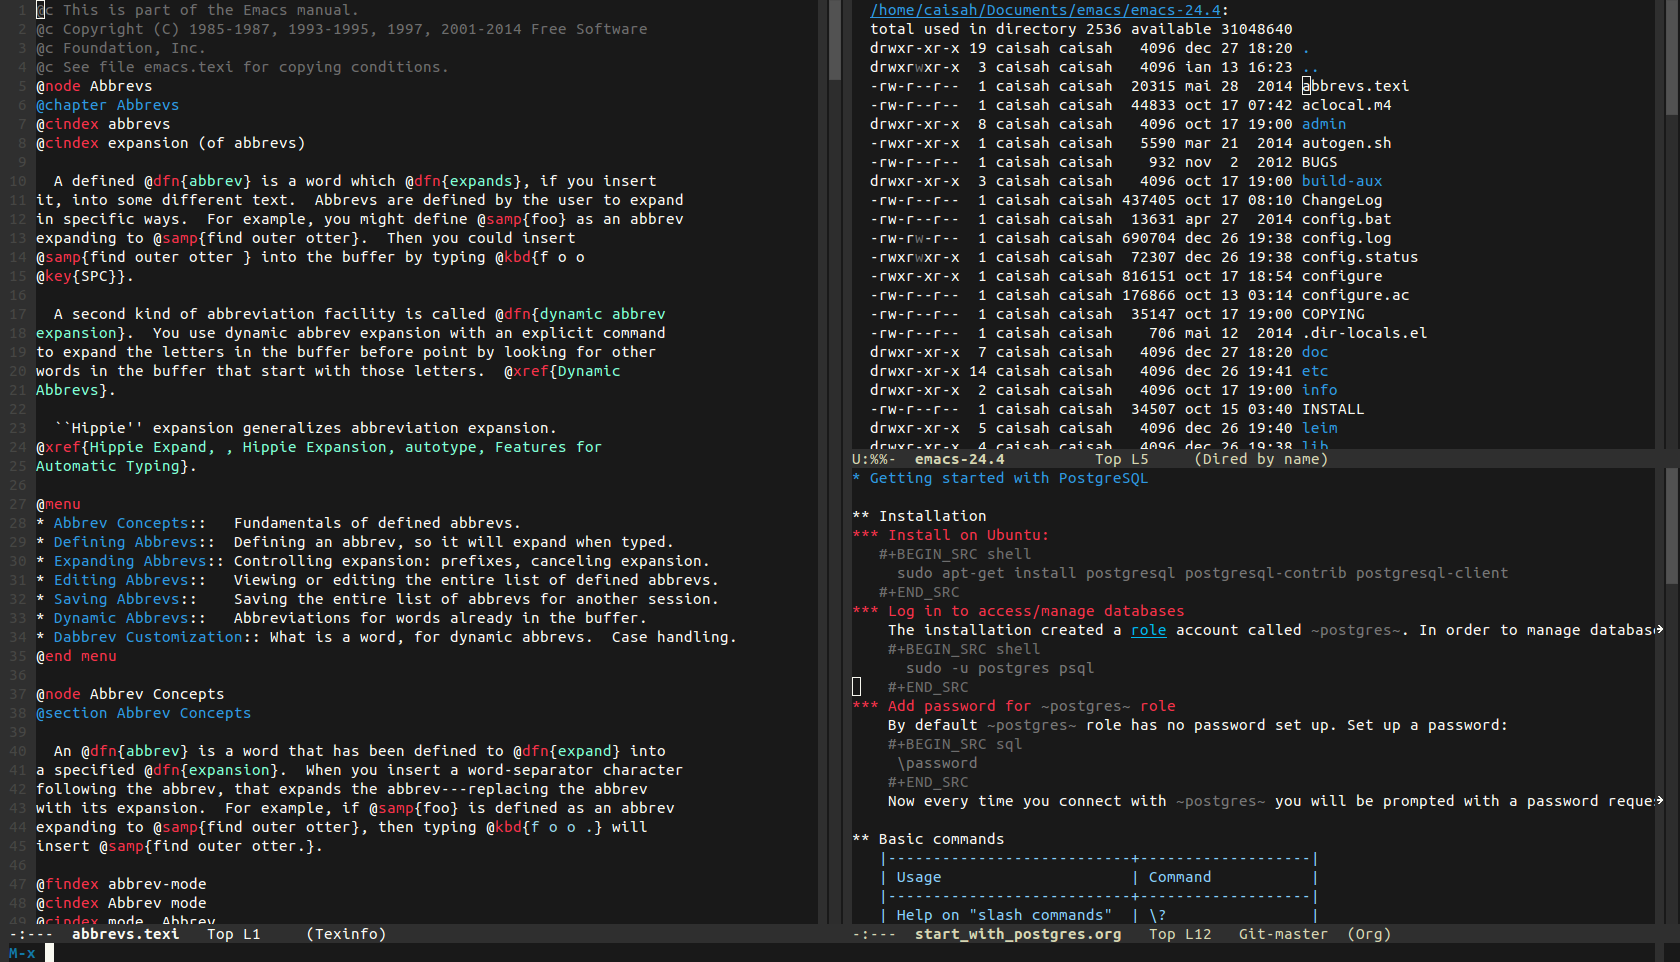 1 @c This is part of the Emacs manual.
2 @c Copyright (C) 1985-1987, 1993-1995, 1997, 2001-2014 Free Software
3 @c Foundation, Inc.
4 @c See file emacs.texi for copying conditions.
5 @node Abbrevs
6 @chapter Abbrevs
7 @cindex abbrevs
8 @cindex expansion (of abbrevs)
9
10   A defined @dfn{abbrev} is a word which @dfn{expands}, if you insert
11 it, into some different text.  Abbrevs are defined by the user to expand
12 in specific ways.  For example, you might define @samp{foo} as an abbrev
13 expanding to @samp{find outer otter}.  Then you could insert
14 @samp{find outer otter } into the buffer by typing @kbd{f o o
15 @key{SPC}}.
16
17   A second kind of abbreviation facility is called @dfn{dynamic abbrev
18 expansion}.  You use dynamic abbrev expansion with an explicit command
19 to expand the letters in the buffer before point by looking for other
20 words in the buffer that start with those letters.  @xref{Dynamic
21 Abbrevs}.
22
23   ``Hippie'' expansion generalizes abbreviation expansion.
24 @xref{Hippie Expand, , Hippie Expansion, autotype, Features for
25 Automatic Typing}.
26
27 @menu
28 * Abbrev Concepts::   Fundamentals of defined abbrevs.
29 * Defining Abbrevs::  Defining an abbrev, so it will expand when typed.
30 * Expanding Abbrevs:: Controlling expansion: prefixes, canceling expansion.
31 * Editing Abbrevs::   Viewing or editing the entire list of defined abbrevs.
32 * Saving Abbrevs::    Saving the entire list of abbrevs for another session.
33 * Dynamic Abbrevs::   Abbreviations for words already in the buffer.
34 * Dabbrev Customization:: What is a word, for dynamic abbrevs.  Case handling.
35 @end menu
36
37 @node Abbrev Concepts
38 @section Abbrev Concepts
39
40   An @dfn{abbrev} is a word that has been defined to @dfn{expand} into
41 a specified @dfn{expansion}.  When you insert a word-separator character
42 following the abbrev, that expands the abbrev---replacing the abbrev
43 with its expansion.  For example, if @samp{foo} is defined as an abbrev
44 expanding to @samp{find outer otter}, then typing @kbd{f o o .} will
45 insert @samp{find outer otter.}.
46
47 @findex abbrev-mode
48 @cindex Abbrev mode
49 @cindex mode, Abbrev
-:---  abbrevs.texi   Top L1     (Texinfo)
/home/caisah/Documents/emacs/emacs-24.4:
total used in directory 2536 available 31048640
drwxr-xr-x 19 caisah caisah   4096 dec 27 18:20 .
drwxrwxr-x  3 caisah caisah   4096 ian 13 16:23 ..
-rw-r--r--  1 caisah caisah  20315 mai 28  2014 abbrevs.texi
-rw-r--r--  1 caisah caisah  44833 oct 17 07:42 aclocal.m4
drwxr-xr-x  8 caisah caisah   4096 oct 17 19:00 admin
-rwxr-xr-x  1 caisah caisah   5590 mar 21  2014 autogen.sh
-rw-r--r--  1 caisah caisah    932 nov  2  2012 BUGS
drwxr-xr-x  3 caisah caisah   4096 oct 17 19:00 build-aux
-rw-r--r--  1 caisah caisah 437405 oct 17 08:10 ChangeLog
-rw-r--r--  1 caisah caisah  13631 apr 27  2014 config.bat
-rw-rw-r--  1 caisah caisah 690704 dec 26 19:38 config.log
-rwxrwxr-x  1 caisah caisah  72307 dec 26 19:38 config.status
-rwxr-xr-x  1 caisah caisah 816151 oct 17 18:54 configure
-rw-r--r--  1 caisah caisah 176866 oct 13 03:14 configure.ac
-rw-r--r--  1 caisah caisah  35147 oct 17 19:00 COPYING
-rw-r--r--  1 caisah caisah    706 mai 12  2014 .dir-locals.el
drwxr-xr-x  7 caisah caisah   4096 dec 27 18:20 doc
drwxr-xr-x 14 caisah caisah   4096 dec 26 19:41 etc
drwxr-xr-x  2 caisah caisah   4096 oct 17 19:00 info
-rw-r--r--  1 caisah caisah  34507 oct 15 03:40 INSTALL
drwxr-xr-x  5 caisah caisah   4096 dec 26 19:40 leim
drwxr-xr-x  4 caisah caisah   4096 dec 26 19:38 lib
U:%%-  emacs-24.4          Top L5     (Dired by name)
* Getting started with PostgreSQL
** Installation
*** Install on Ubuntu:
#+BEGIN_SRC shell
sudo apt-get install postgresql postgresql-contrib postgresql-client
#+END_SRC
*** Log in to access/manage databases
The installation created a role account called ~postgres~. In order to manage databas
#+BEGIN_SRC shell
sudo -u postgres psql
#+END_SRC
*** Add password for ~postgres~ role
By default ~postgres~ role has no password set up. Set up a password:
#+BEGIN_SRC sql
\password
#+END_SRC
Now every time you connect with ~postgres~ you will be prompted with a password reque
** Basic commands
|---------------------------+-------------------|
| Usage                     | Command           |
|---------------------------+-------------------|
| Help on "slash commands"  | \?                |
-:---  start_with_postgres.org   Top L12   Git-master  (Org)
M-x